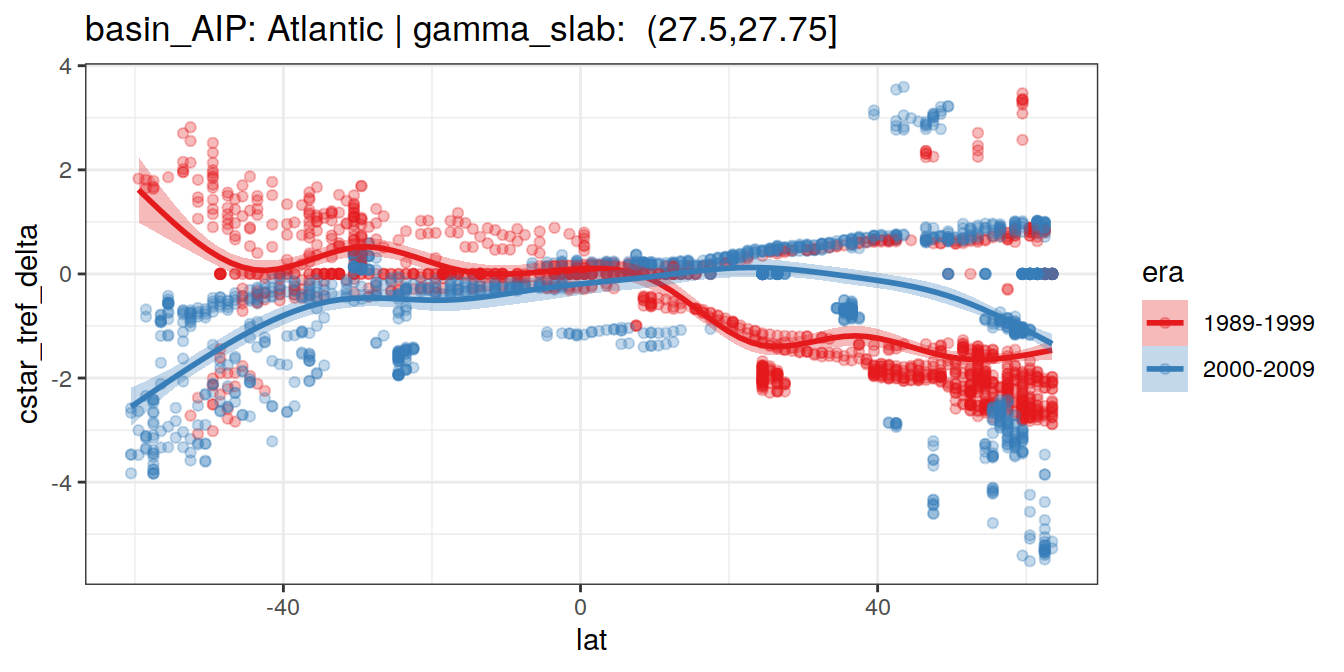 basin_AIP: Atlantic | gamma_slab:  (27.5,27.75]
4
2
0
-2
-4
cstar_tref_delta
-40
0
40
lat
era
1989-1999
2000-2009